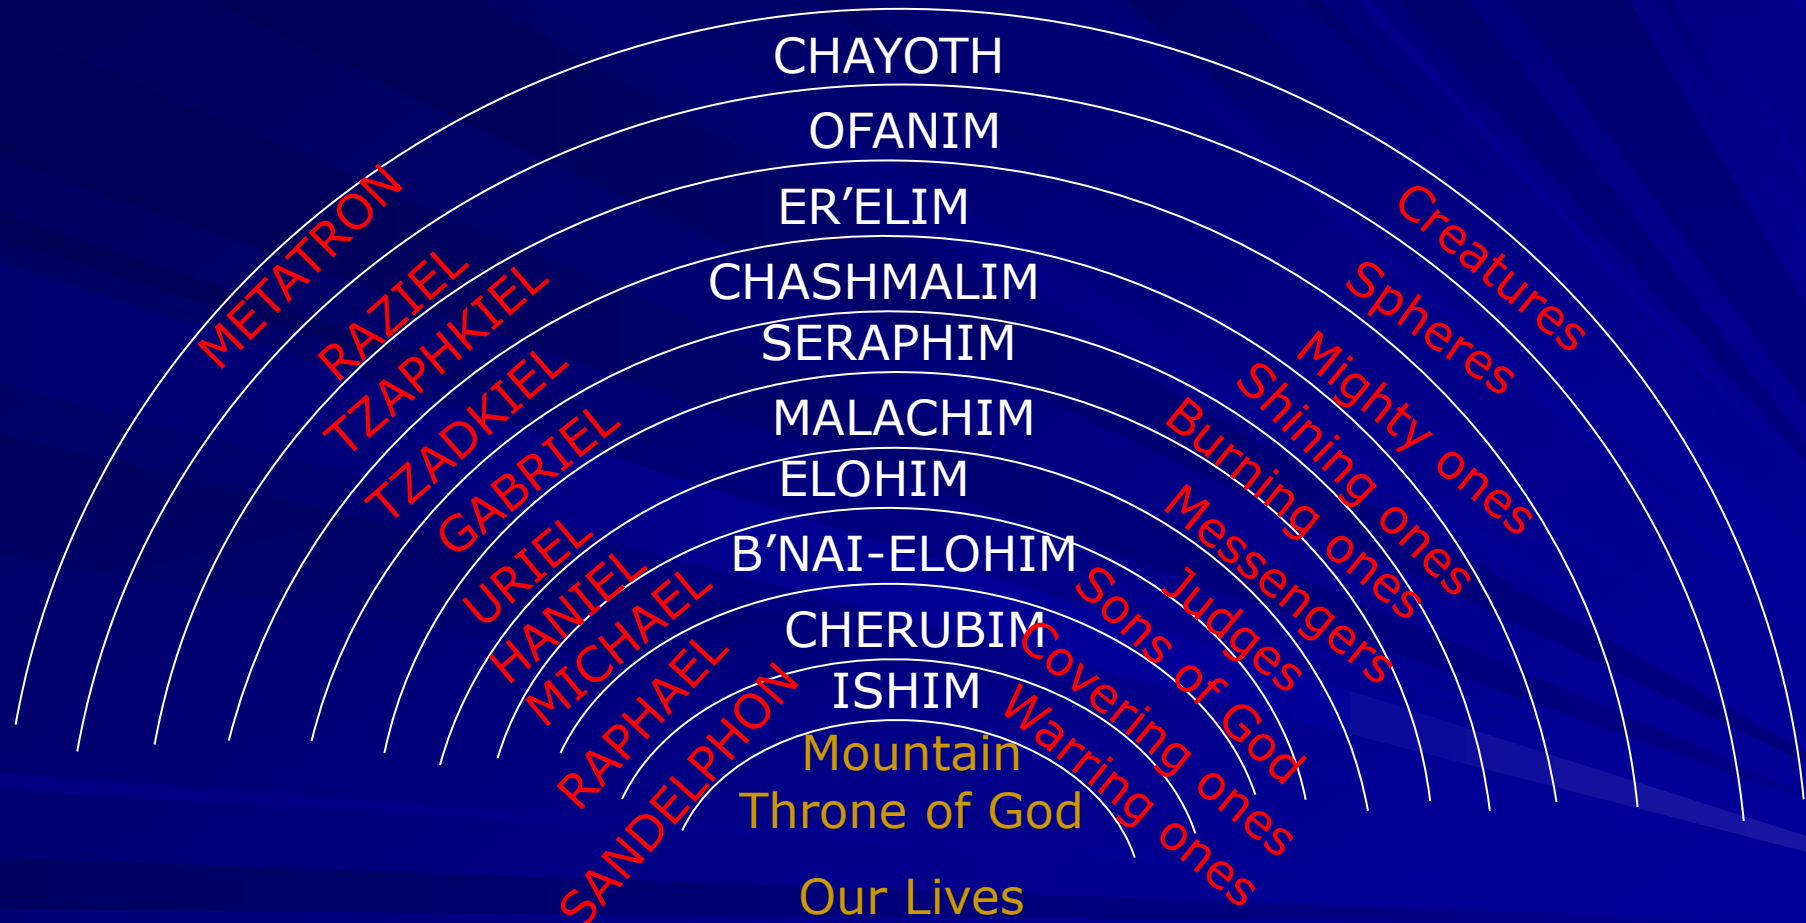 CHAYOTH
OFANIM
ER’ELIM
CHASHMALIM
SERAPHIM
MALACHIM
ELOHIM
B’NAI-ELOHIM
CHERUBIM
ISHIM
Mountain
Throne of God
Our Lives
METATRON
RAZIEL
TZAPHKIEL
TZADKIEL
GABRIEL
URIEL
HANIEL
MICHAEL
RAPHAEL
SANDELPHON
Creatures
Spheres
Mighty ones
Shining ones
Burning ones
Messengers
Judges
Sons of God
Covering ones
Warring ones